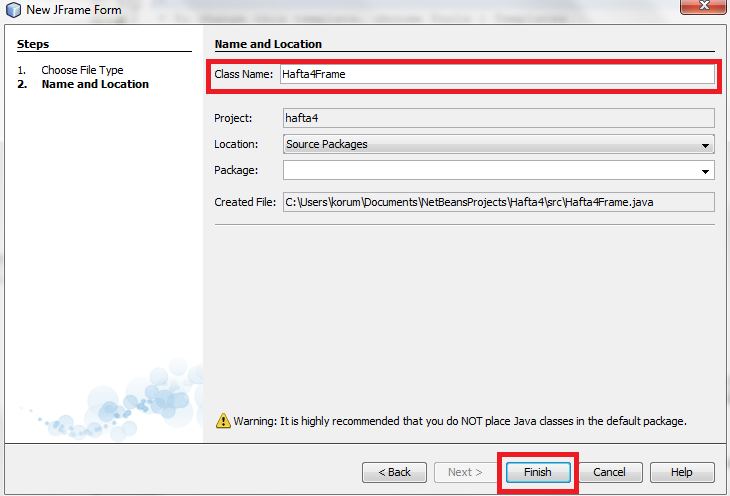 New JFrame Form
Steps
1. Choose File Type
2. Name and Location
Name and Location
Class Name: Hafta4Frame
Project: hafta4
Location: Source Packages
Package:
Created File: C:\Users\korum\Documents\NetBeansProjects\Hafta4\src\Hafta4Frame.java
Warning: It is highly recommended that you do NOT place Java classes in the default package.
< Back Next > Finish Cancel Help